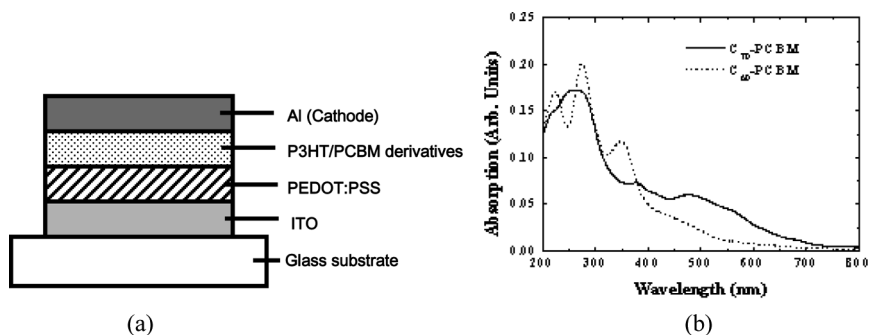 Al (Cathode)
P3HT/PCBM derivatives
PEDOT:PSS
ITO
Glass substrate
(a)
Absorption (Arb. Units)
0.25
0.20
0.15
0.10
0.05
0.00
C70-PCBM
C60-PCBM
200 300 400 500 600 700 800
Wavelength (nm)
(b)